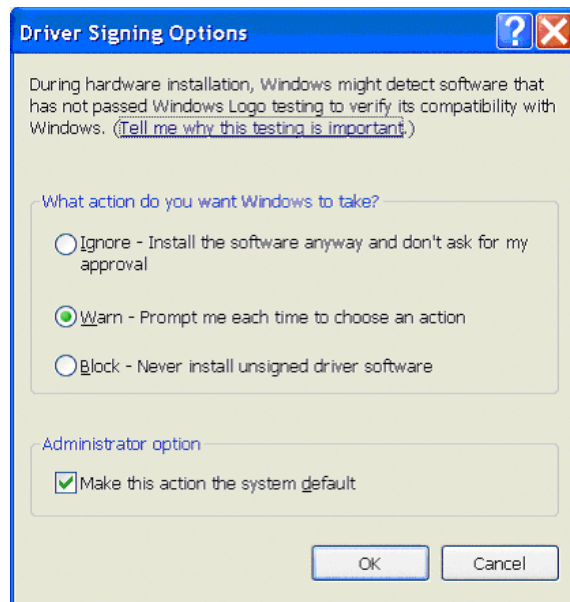 Driver Signing Options
During hardware installation, Windows might detect software that
has not passed Windows Logo testing to verify its compatibility with
Windows. (Tell me why this testing is important.)
What action do you want Windows to take?
Ignore - Install the software anyway and don't ask for my
approval
Warn - Prompt me each time to choose an action
Block - Never install unsigned driver software
Administrator option
Make this action the system default
OK Cancel